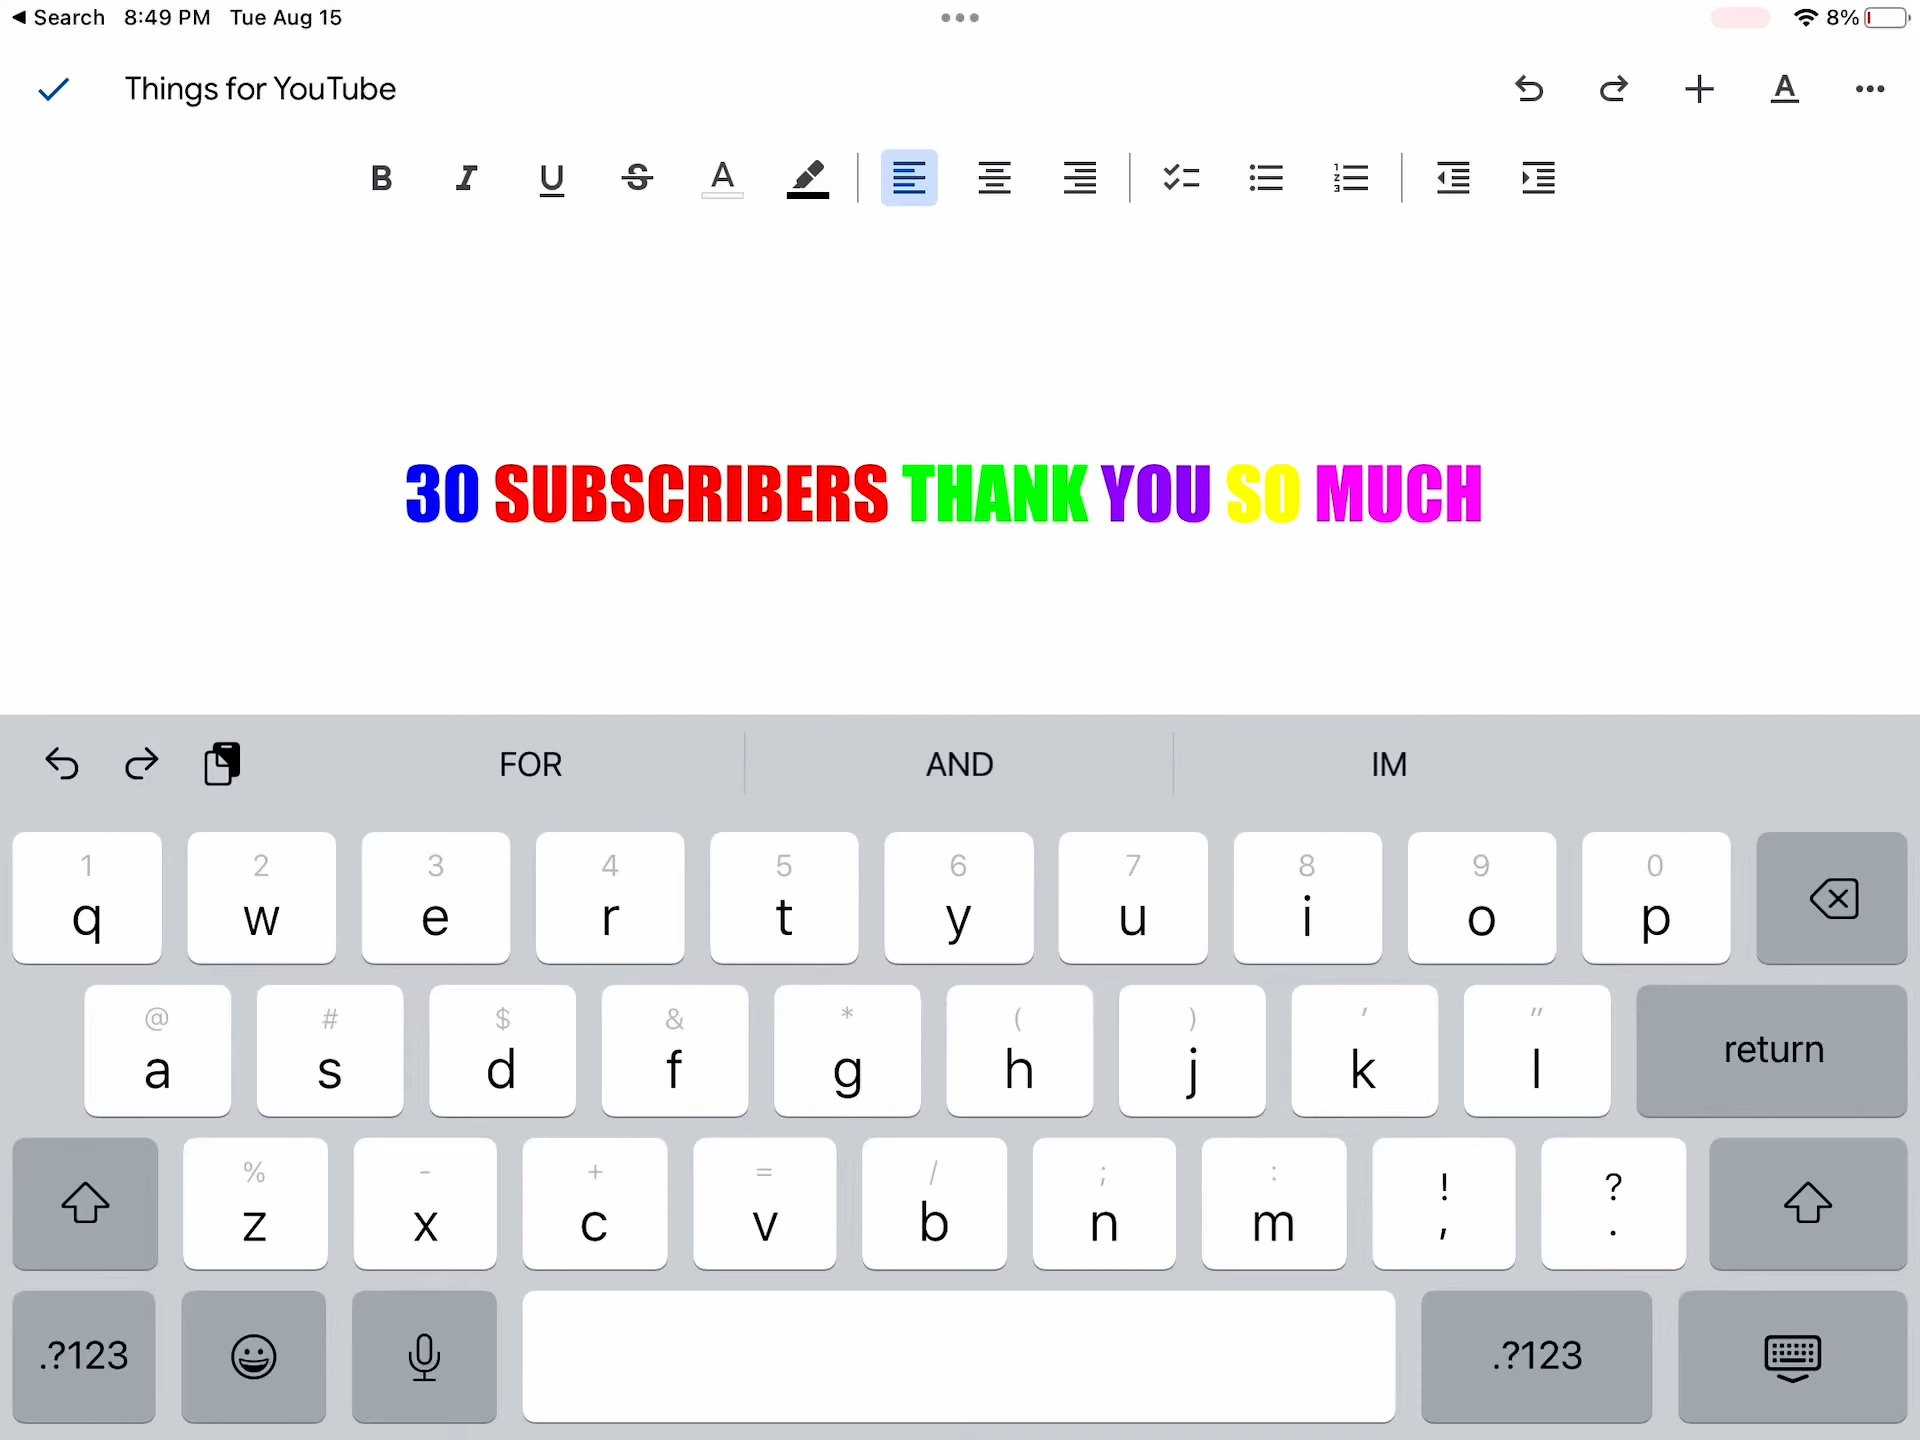 Search 8:49 PM Tue Aug 15 8%
Things for YouTube
B I U S A
30 SUBSCRIBERS THANK YOU SO MUCH
FOR AND IM
1 2 3 4 5 6 7 8 9 0
q w e r t y u i o p
@ # $ & * ( ) ' "
a s d f g h j k l return
% - + = / ; : ! ?
z x c v b n m , .
.?123 .?123